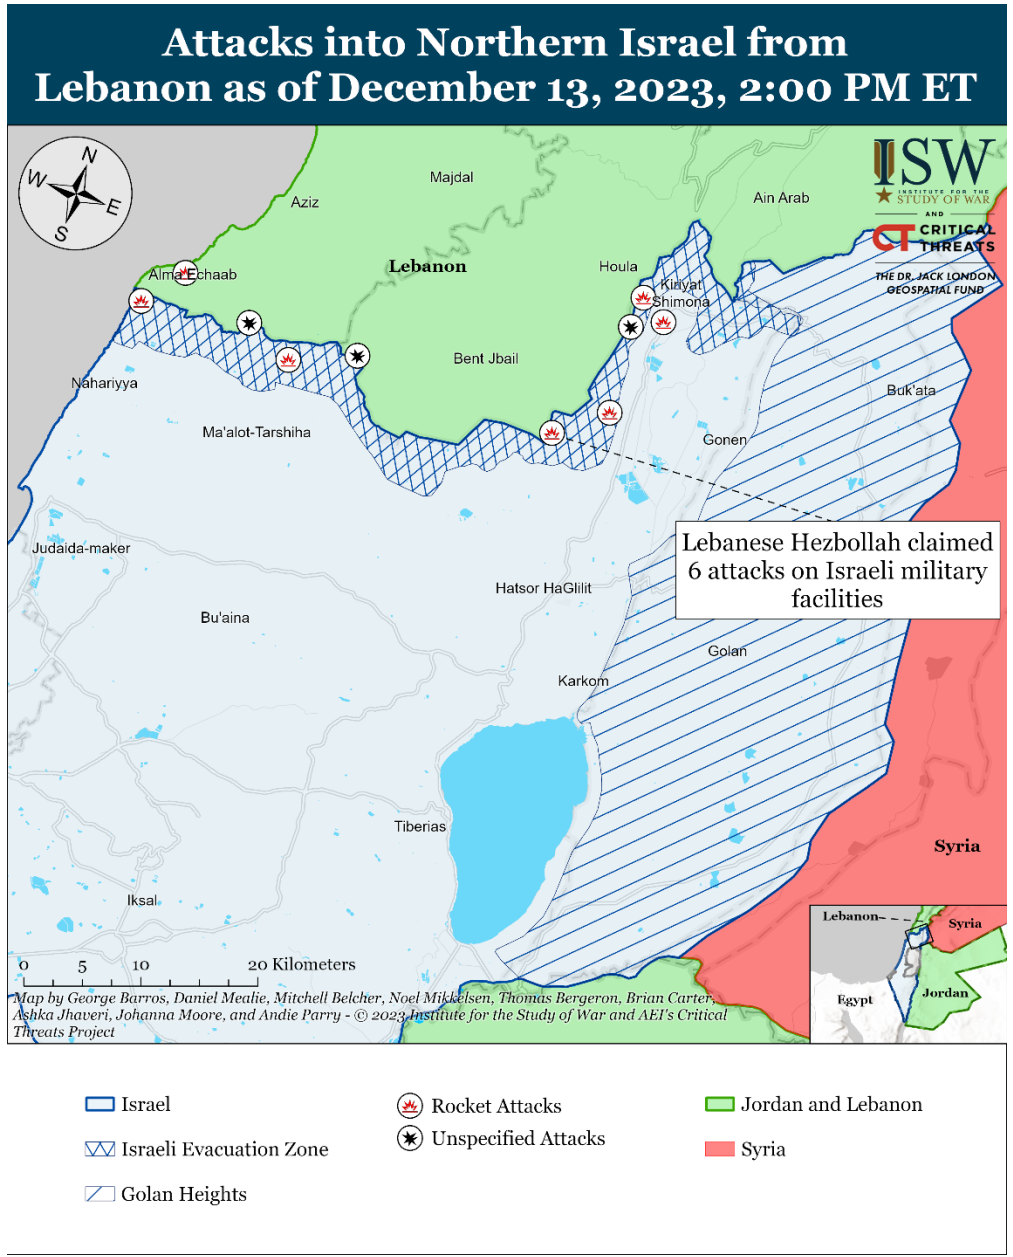 Attacks into Northern Israel from
Lebanon as of December 13, 2023, 2:00 PM ET
N
W
E
S
ISW
INSTITUTE FOR THE
STUDY OF WAR
AND
CT CRITICAL
THREATS
THE DR. JACK LONDON
GEOSPATIAL FUND
Majdal
Aziz
Ain Arab
Alma Echaab
Lebanon
Houla
Kiriyat
Shimona
Bent Jbail
Nahariyya
Buk'ata
Ma'alot-Tarshiha
Gonen
Lebanese Hezbollah claimed
6 attacks on Israeli military
facilities
Judaida-maker
Hatsor HaGlilit
Bu'aina
Golan
Karkom
Tiberias
Syria
Iksal
Lebanon
Syria
Egypt
Jordan
0 5 10 20 Kilometers
Map by George Barros, Daniel Mealie, Mitchell Belcher, Noel Mikkelsen, Thomas Bergeron, Brian Carter,
Ashka Jhaveri, Johanna Moore, and Andie Parry - © 2023 Institute for the Study of War and AEI's Critical
Threats Project
Israel
Rocket Attacks
Jordan and Lebanon
Israeli Evacuation Zone
Unspecified Attacks
Syria
Golan Heights